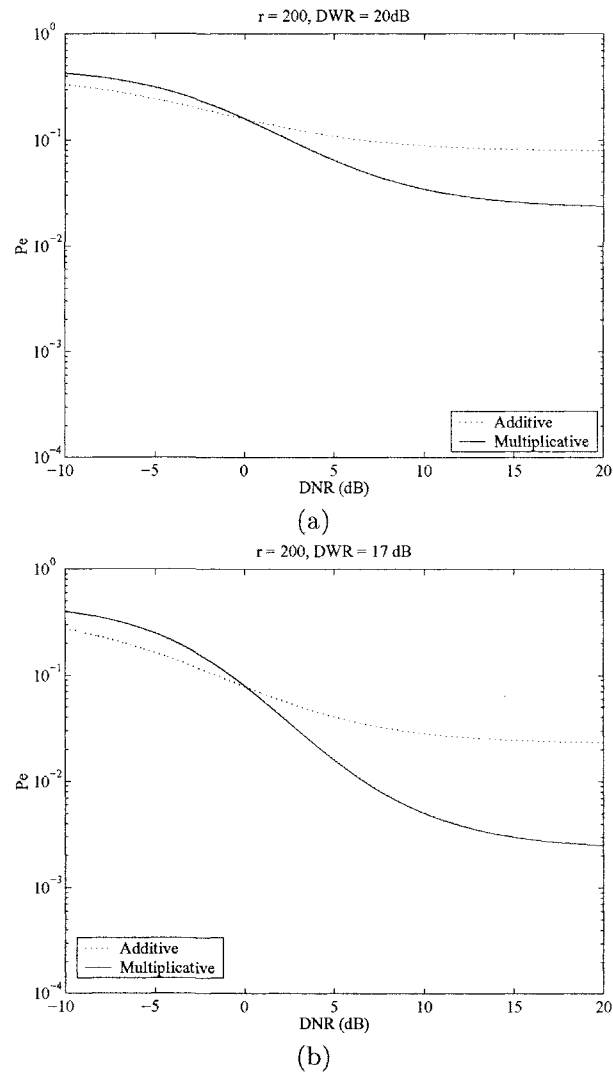 r = 200, DWR = 20dB
10^0
10^-1
10^-2
10^-3
10^-4
Pe
Additive
Multiplicative
−10 −5 0 5 10 15 20
DNR (dB)
(a)
r = 200, DWR = 17 dB
10^0
10^-1
10^-2
10^-3
10^-4
Pe
Additive
Multiplicative
−10 −5 0 5 10 15 20
DNR (dB)
(b)